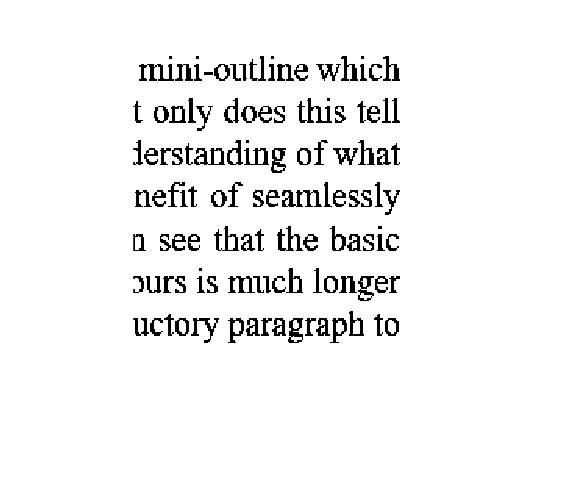 mini-outline which
t only does this tell
derstanding of what
nefit of seamlessly
n see that the basic
ours is much longer
uctory paragraph to